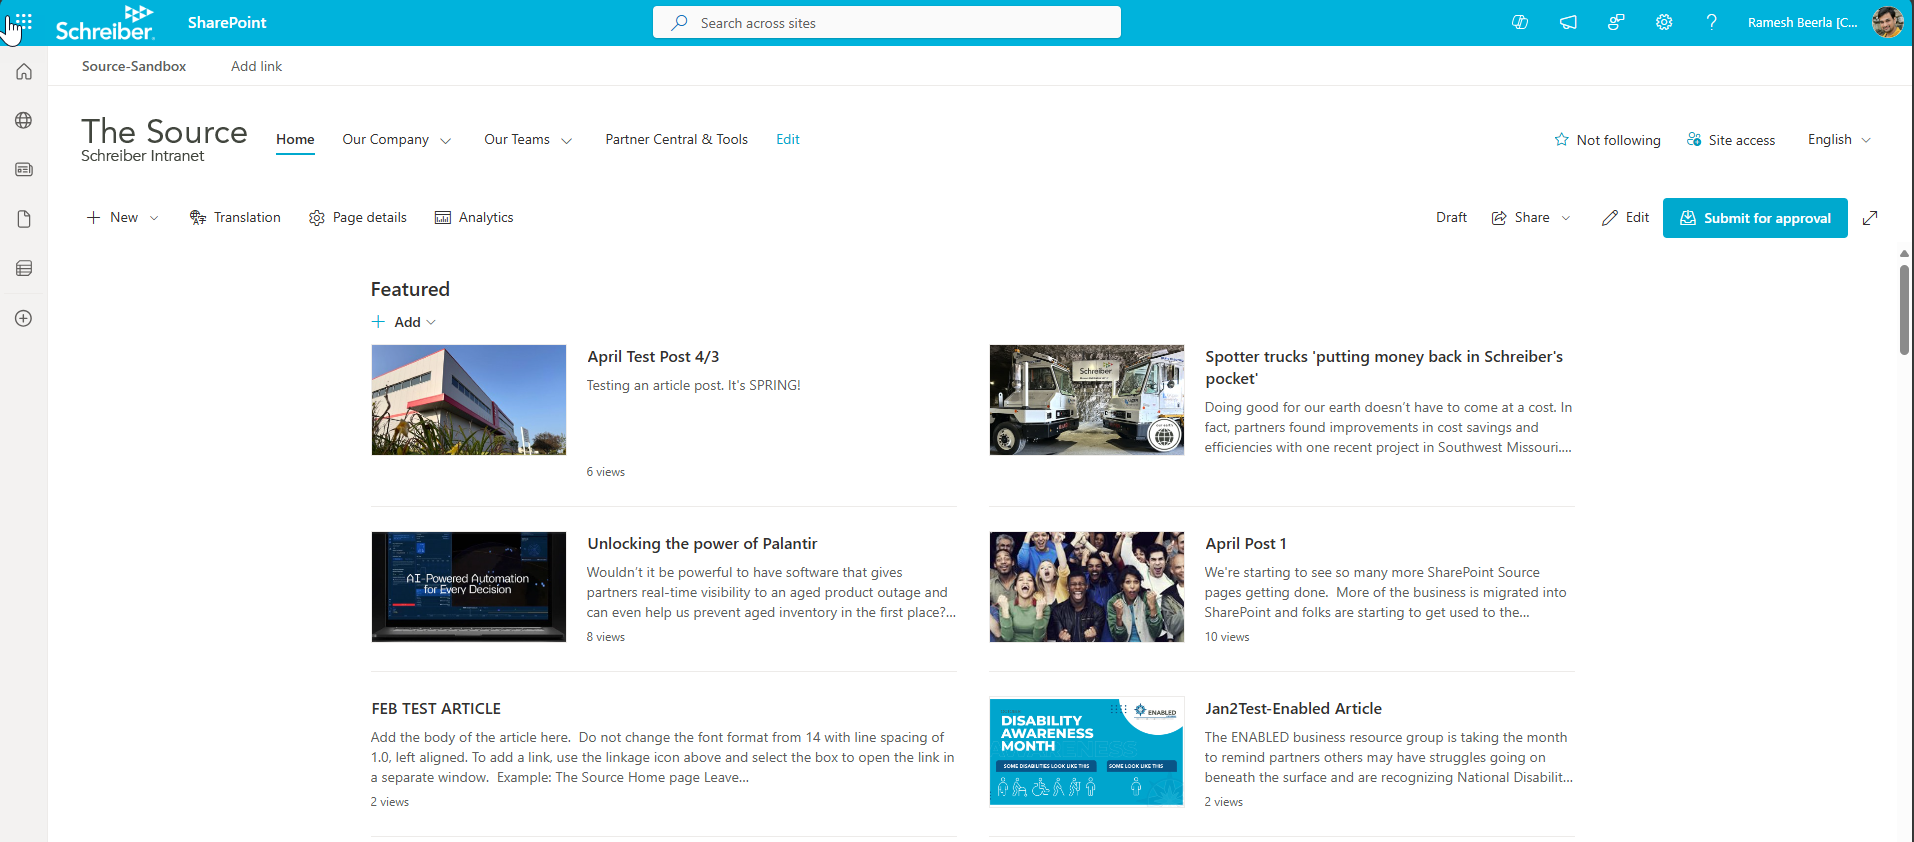 Schreiber
SharePoint
Search across sites
Ramesh Beerla [C...
Source-Sandbox
Add link
The Source
Schreiber Intranet
Home
Our Company
Our Teams
Partner Central & Tools
Edit
Not following
Site access
English
New
Translation
Page details
Analytics
Draft
Share
Edit
Submit for approval
Featured
Add
April Test Post 4/3
Testing an article post. It's SPRING!
6 views
Schreiber
our earth
Spotter trucks 'putting money back in Schreiber's
pocket'
Doing good for our earth doesn’t have to come at a cost. In
fact, partners found improvements in cost savings and
efficiencies with one recent project in Southwest Missouri....
AI-Powered Automation
for Every Decision
Unlocking the power of Palantir
Wouldn’t it be powerful to have software that gives
partners real-time visibility to an aged product outage and
can even help us prevent aged inventory in the first place?...
8 views
April Post 1
We're starting to see so many more SharePoint Source
pages getting done.  More of the business is migrated into
SharePoint and folks are starting to get used to the...
10 views
FEB TEST ARTICLE
Add the body of the article here.  Do not change the font format from 14 with line spacing of
1.0, left aligned. To add a link, use the linkage icon above and select the box to open the link in
a separate window.  Example: The Source Home page Leave...
2 views
DISABILITY
AWARENESS
MONTH
ENABLED
SOME DISABILITIES LOOK LIKE THIS
SOME LOOK LIKE THIS
Jan2Test-Enabled Article
The ENABLED business resource group is taking the month
to remind partners others may have struggles going on
beneath the surface and are recognizing National Disabilit...
2 views